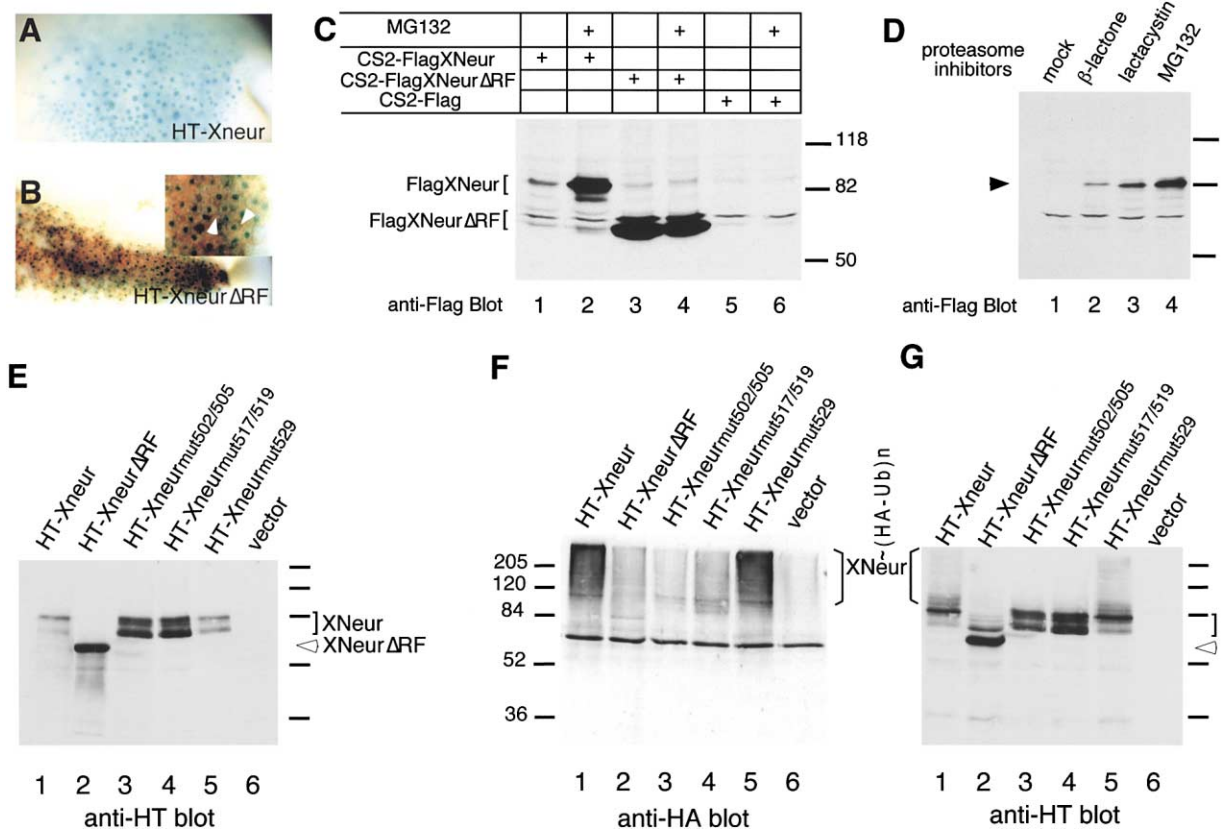 A
HT-Xneur
B
HT-XneurΔRF
C
MG132 + + +
CS2-FlagXNeur + +
CS2-FlagXNeurΔRF + +
CS2-Flag + +
FlagXNeur [
FlagXNeurΔRF [
118
82
50
anti-Flag Blot 1 2 3 4 5 6
D
proteasome
inhibitors
mock
β-lactone
lactacystin
MG132
anti-Flag Blot 1 2 3 4
E
HT-Xneur
HT-XneurΔRF
HT-Xneurmut502/505
HT-Xneurmut517/519
HT-Xneurmut529
vector
] XNeur
XNeurΔRF
1 2 3 4 5 6
anti-HT blot
F
HT-Xneur
HT-XneurΔRF
HT-Xneurmut502/505
HT-Xneurmut517/519
HT-Xneurmut529
vector
205
120
84
52
36
XNeur~(HA-Ub)n
1 2 3 4 5 6
anti-HA blot
G
HT-Xneur
HT-XneurΔRF
HT-Xneurmut502/505
HT-Xneurmut517/519
HT-Xneurmut529
vector
1 2 3 4 5 6
anti-HT blot